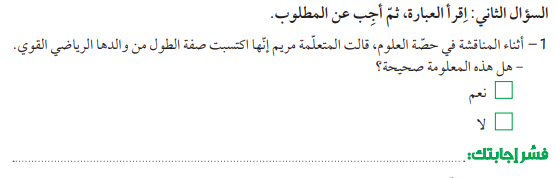 السؤال الثاني: اِقرأ العبارة، ثمّ أجِب عن المطلوب.
1– أثناء المناقشة في حصّة العلوم، قالت المتعلّمة مريم إنّها اكتسبت صفة الطول من والدها الرياضي القوي.
– هل هذه المعلومة صحيحة؟
نعم
لا
فسّر إجابتك: